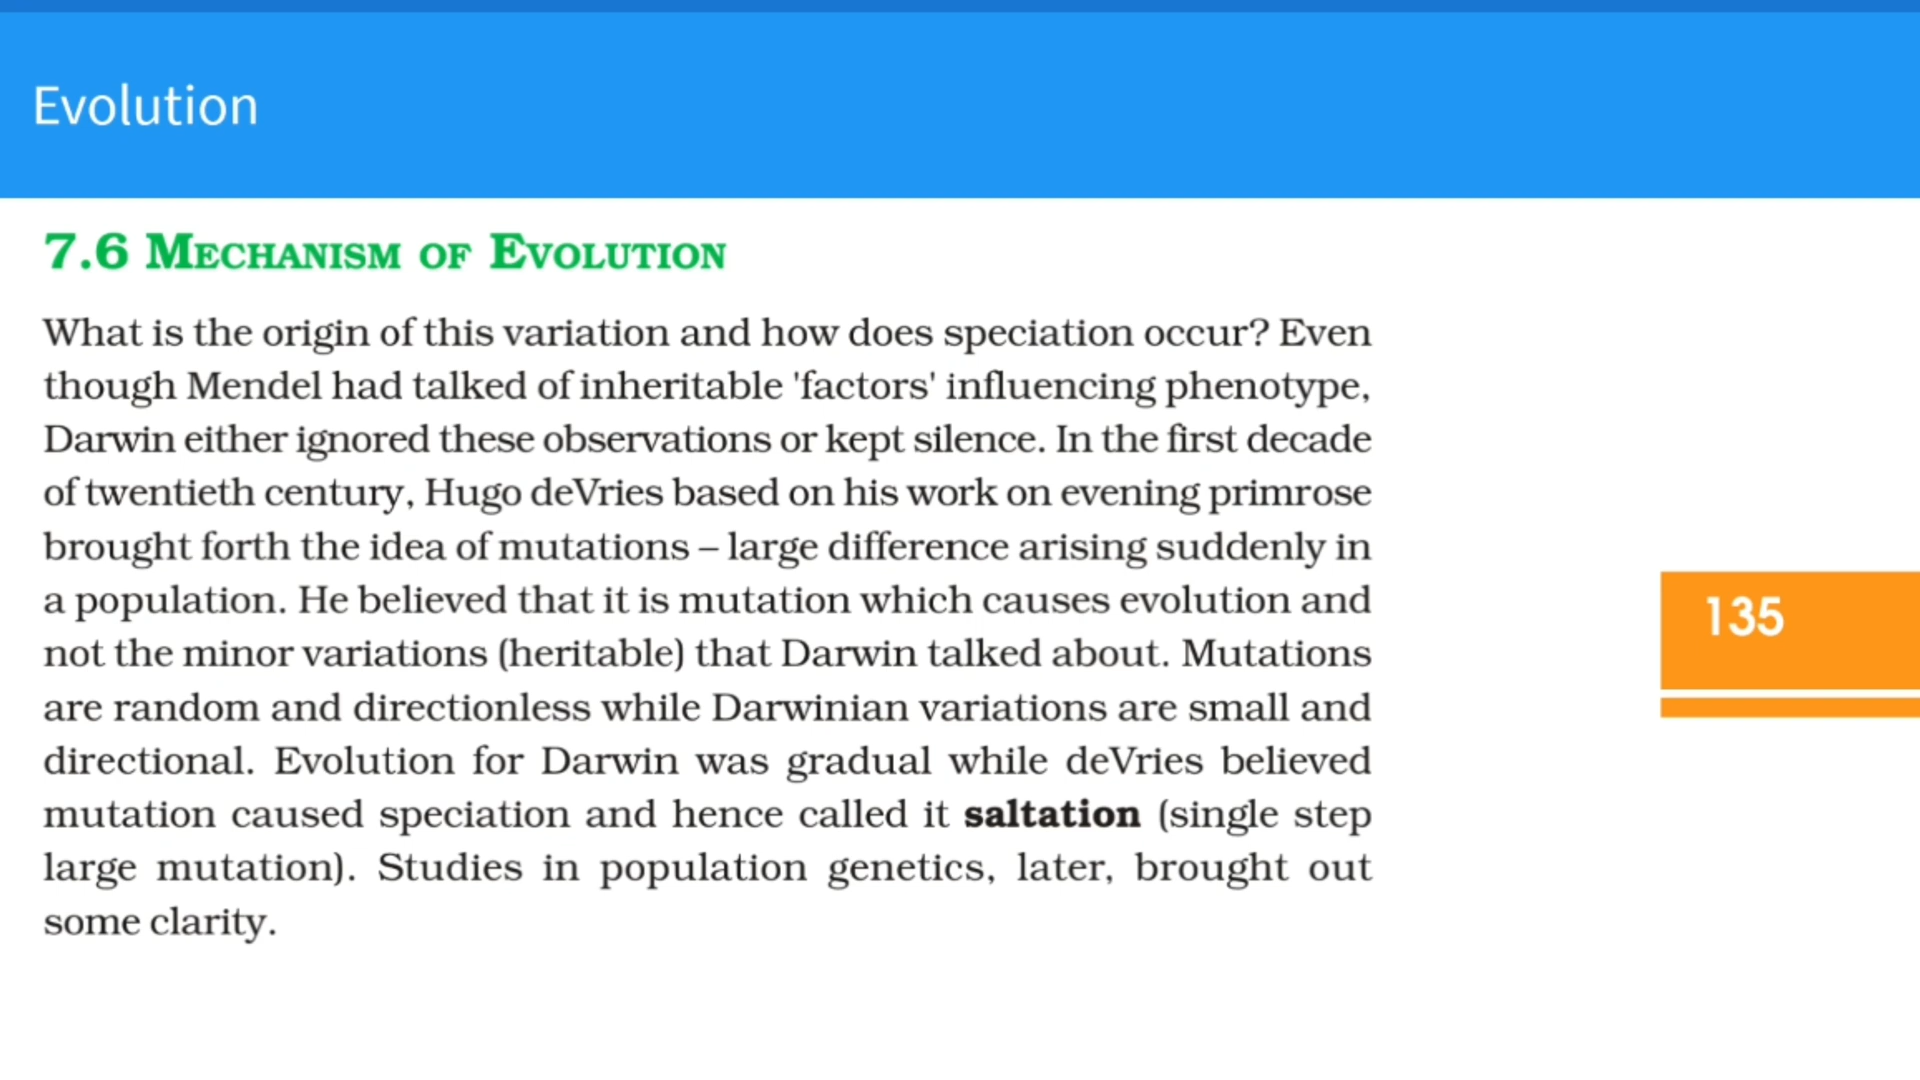 Evolution
7.6 Mechanism of Evolution
What is the origin of this variation and how does speciation occur? Even
though Mendel had talked of inheritable 'factors' influencing phenotype,
Darwin either ignored these observations or kept silence. In the first decade
of twentieth century, Hugo deVries based on his work on evening primrose
brought forth the idea of mutations – large difference arising suddenly in
a population. He believed that it is mutation which causes evolution and
not the minor variations (heritable) that Darwin talked about. Mutations
are random and directionless while Darwinian variations are small and
directional. Evolution for Darwin was gradual while deVries believed
mutation caused speciation and hence called it saltation (single step
large mutation). Studies in population genetics, later, brought out
some clarity.
135